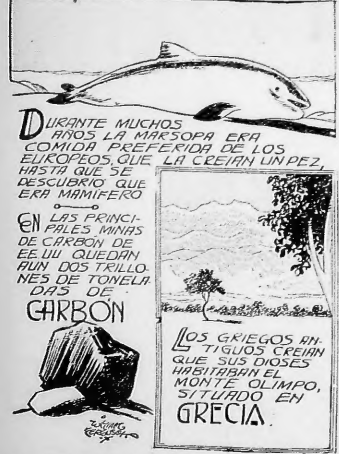 DURANTE MUCHOS
AÑOS LA MARSOPA ERA
COMIDA PREFERIDA DE LOS
EUROPEOS, QUE LA CREIAN UN PEZ,
HASTA QUE SE
DESCUBRIÓ QUE
ERA MAMIFERO
EN LAS PRINCI-
PALES MINAS
DE CARBÓN DE
EE.UU QUEDAN
AUN DOS TRILLO-
NES DE TONELA-
DAS DE
CARBÓN
LOS GRIEGOS AN-
TIGUOS CREIAN
QUE SUS DIOSES
HABITABAN EL
MONTE OLIMPO,
SITUADO EN
GRECIA.